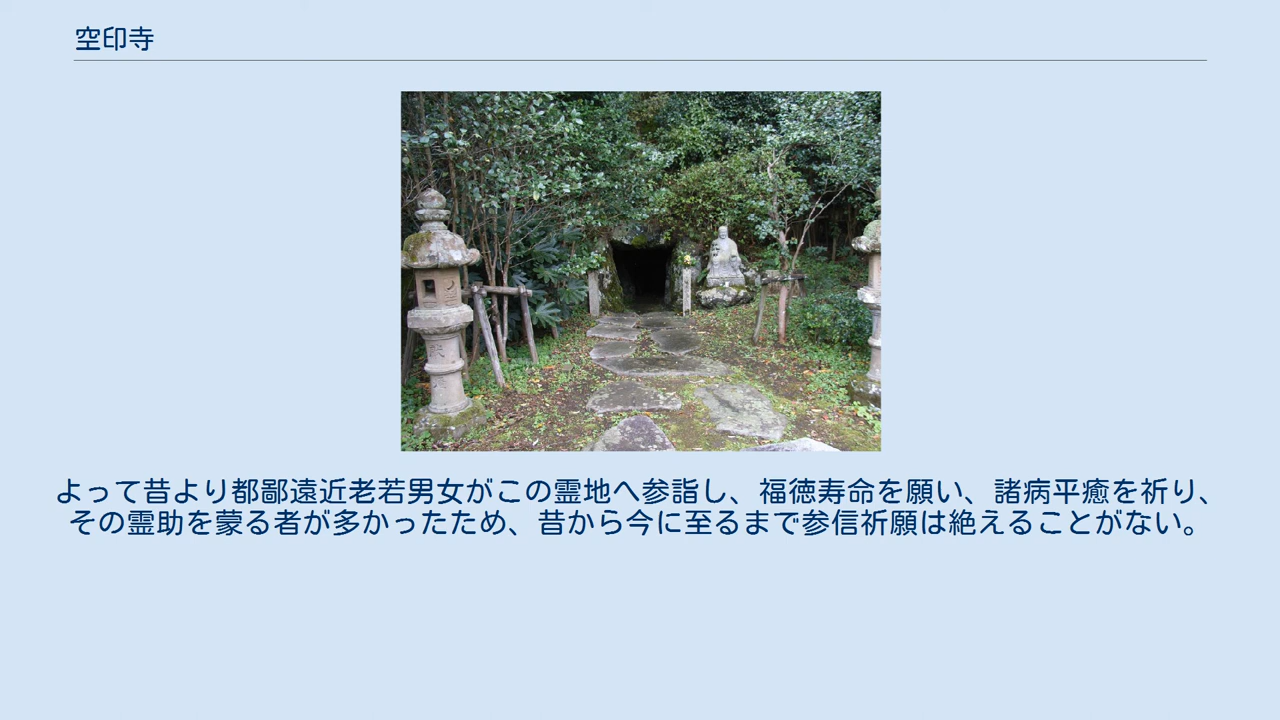 空印寺
よって昔より都鄙遠近老若男女がこの霊地へ参詣し、福徳寿命を願い、諸病平癒を祈り、
その霊助を蒙る者が多かったため、昔から今に至るまで参信祈願は絶えることがない。